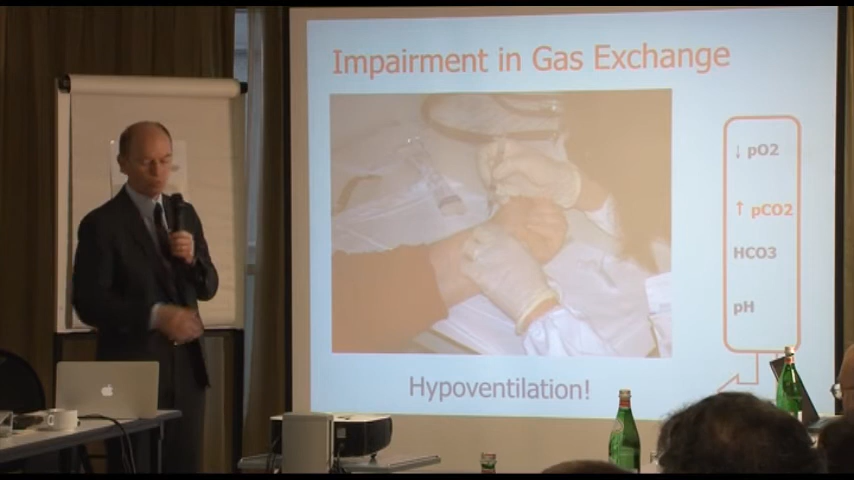 Impairment in Gas Exchange
↓ pO2
↑ pCO2
HCO3
pH
Hypoventilation!